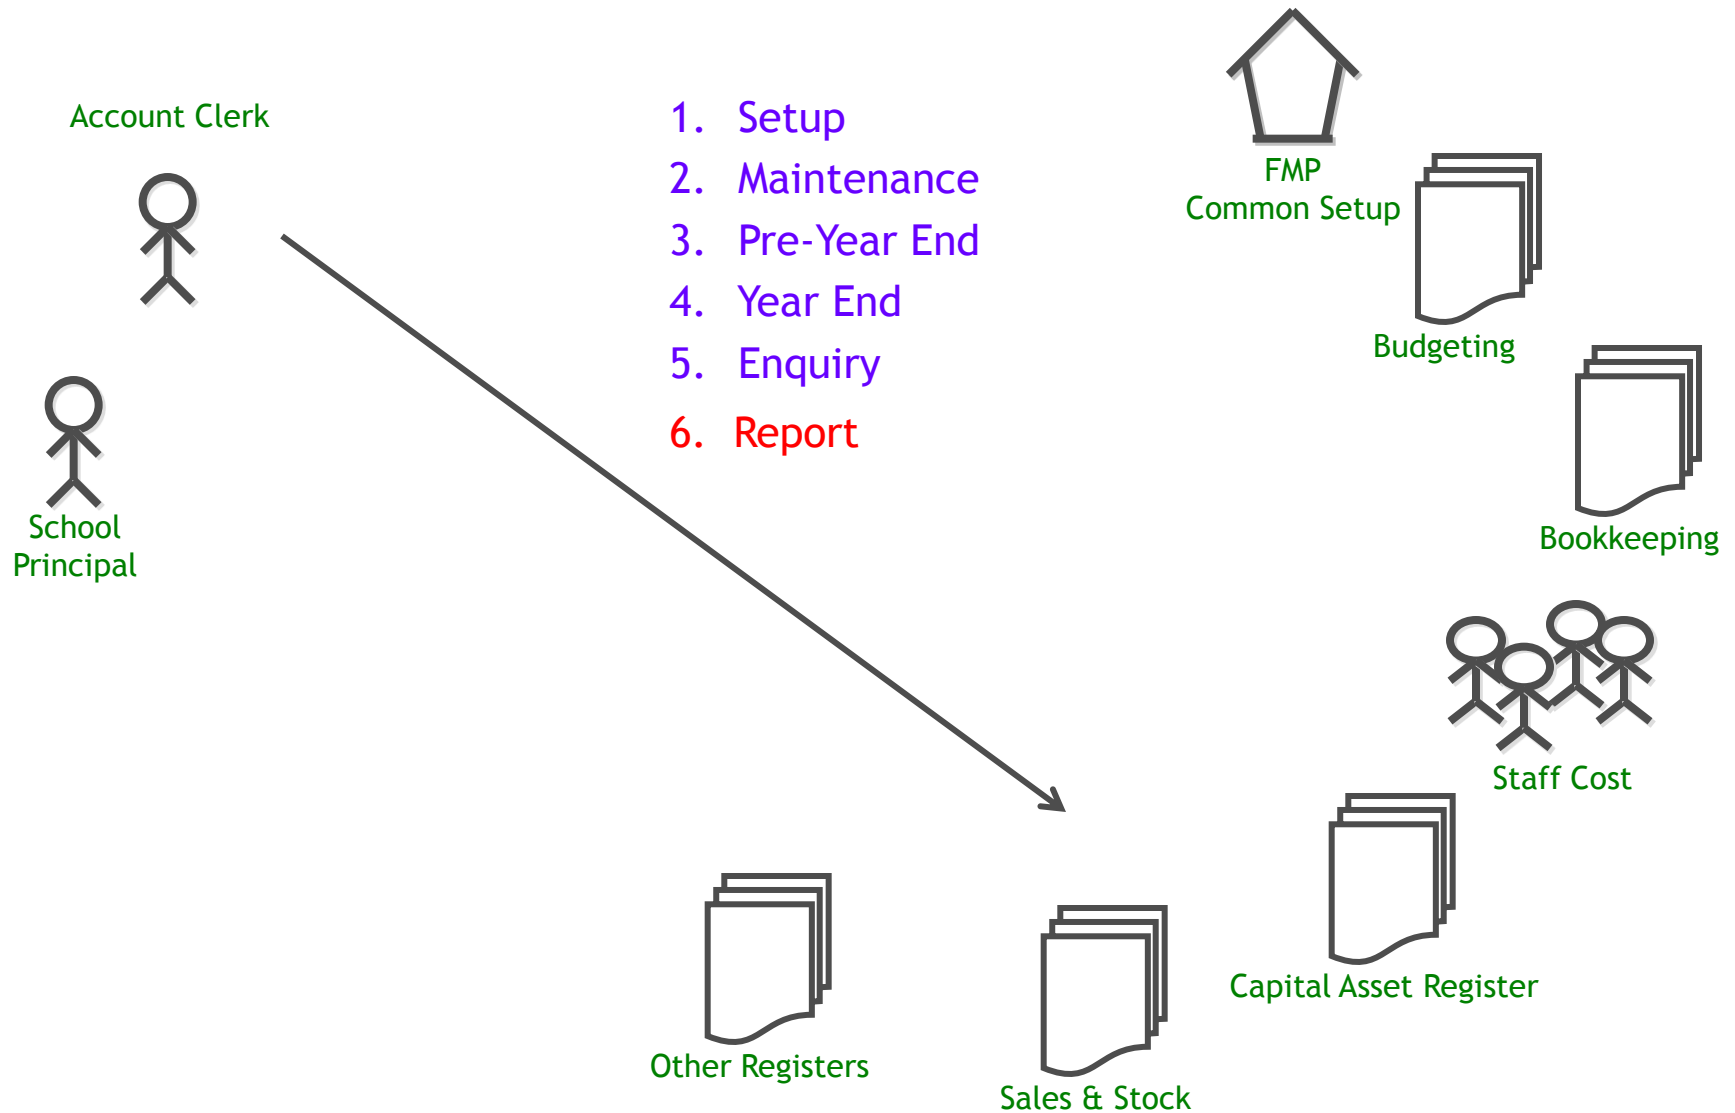 Account Clerk
School
Principal
1. Setup
2. Maintenance
3. Pre-Year End
4. Year End
5. Enquiry
6. Report
FMP
Common Setup
Budgeting
Bookkeeping
Staff Cost
Capital Asset Register
Other Registers
Sales & Stock